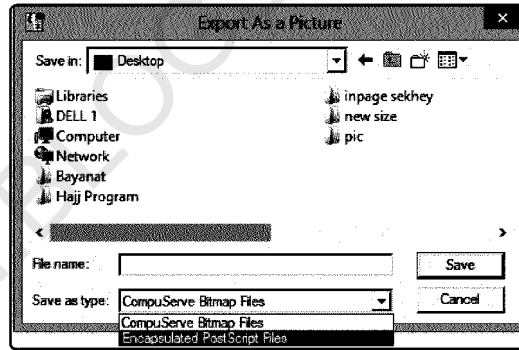 Export As a Picture
Save in: Desktop
Libraries
DELL 1
Computer
Network
Bayanat
Hajj Program
inpage sekhey
new size
pic
File name:
Save
Save as type: CompuServe Bitmap Files
Cancel
CompuServe Bitmap Files
Encapsulated PostScript Files